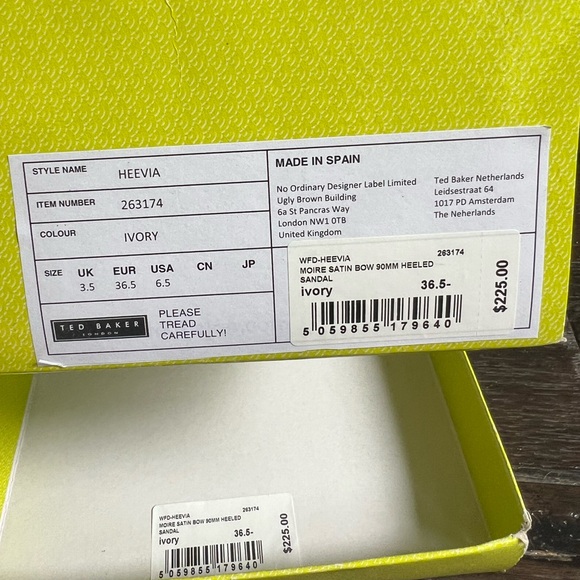 STYLE NAME HEEVIA
ITEM NUMBER 263174
COLOUR IVORY
SIZE UK EUR USA CN JP
3.5 36.5 6.5
TED BAKER
LONDON
PLEASE
TREAD
CAREFULLY!
MADE IN SPAIN
No Ordinary Designer Label Limited
Ugly Brown Building
6a St Pancras Way
London NW1 0TB
United Kingdom
Ted Baker Netherlands
Leidsestraat 64
1017 PD Amsterdam
The Neherlands
WFD-HEEVIA 263174
MOIRE SATIN BOW 90MM HEELED
SANDAL
ivory 36.5-
5 059855 179640
$225.00
WFD-HEEVIA 263174
MOIRE SATIN BOW 90MM HEELED
SANDAL
ivory 36.5-
5 059855 179640
$225.00